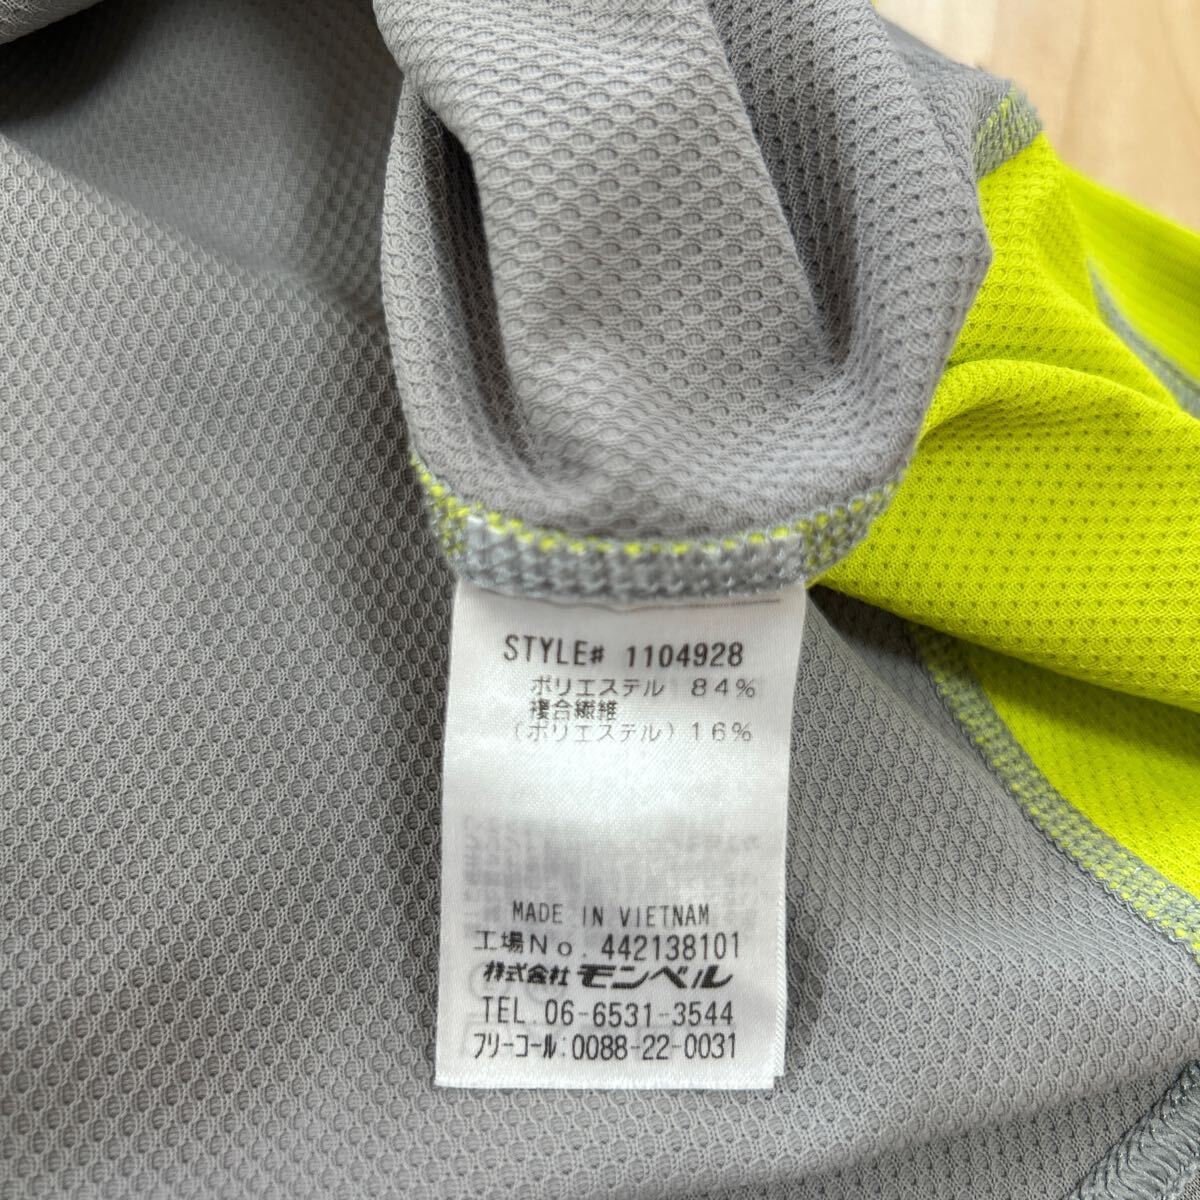 STYLE# 1104928
ポリエステル 84%
複合繊維
(ポリエステル)16%
MADE IN VIETNAM
工場No. 442138101
株式会社 モンベル
TEL 06-6531-3544
フリーコール:0088-22-0031